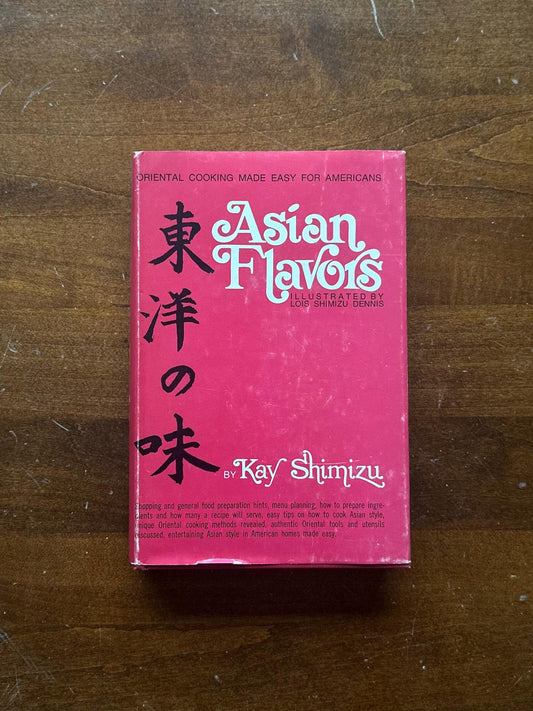 ORIENTAL COOKING MADE EASY FOR AMERICANS
東洋の味
Asian
Flavors
ILLUSTRATED BY
LOIS SHIMIZU DENNIS
BY Kay Shimizu
Shopping and general food preparation hints, menu planning, how to prepare ingre-
dients and how many a recipe will serve, easy tips on how to cook Asian style,
unique Oriental cooking methods revealed, authentic Oriental tools and utensils
discussed, entertaining Asian style in American homes made easy.